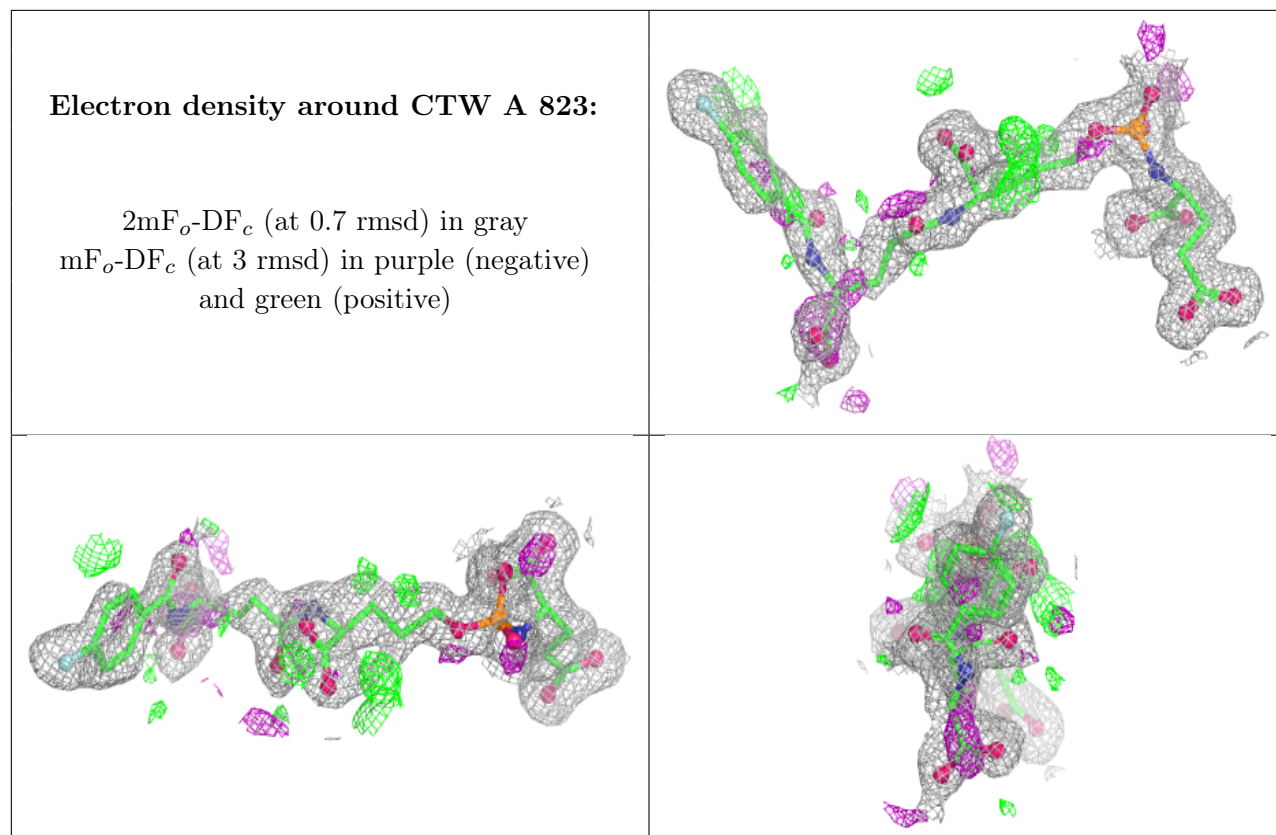 Electron density around CTW A 823:
2mFo-DFc (at 0.7 rmsd) in gray
mFo-DFc (at 3 rmsd) in purple (negative)
and green (positive)